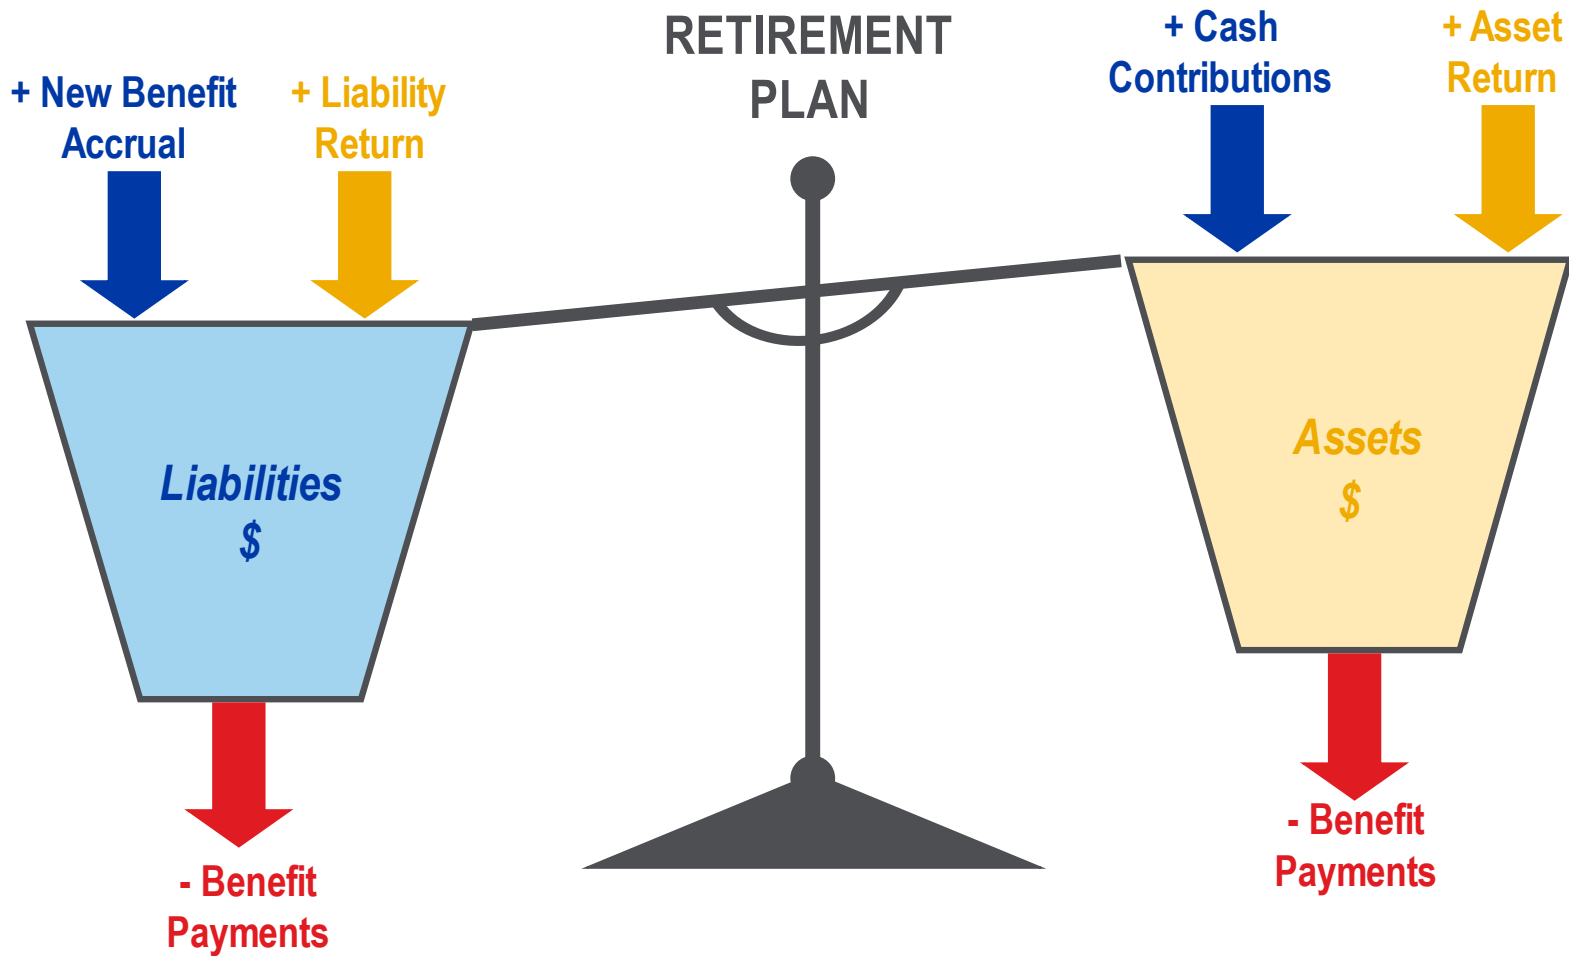 RETIREMENT
PLAN
+ New Benefit
Accrual
+ Liability
Return
+ Cash
Contributions
+ Asset
Return
Liabilities
$
Assets
$
- Benefit
Payments
- Benefit
Payments